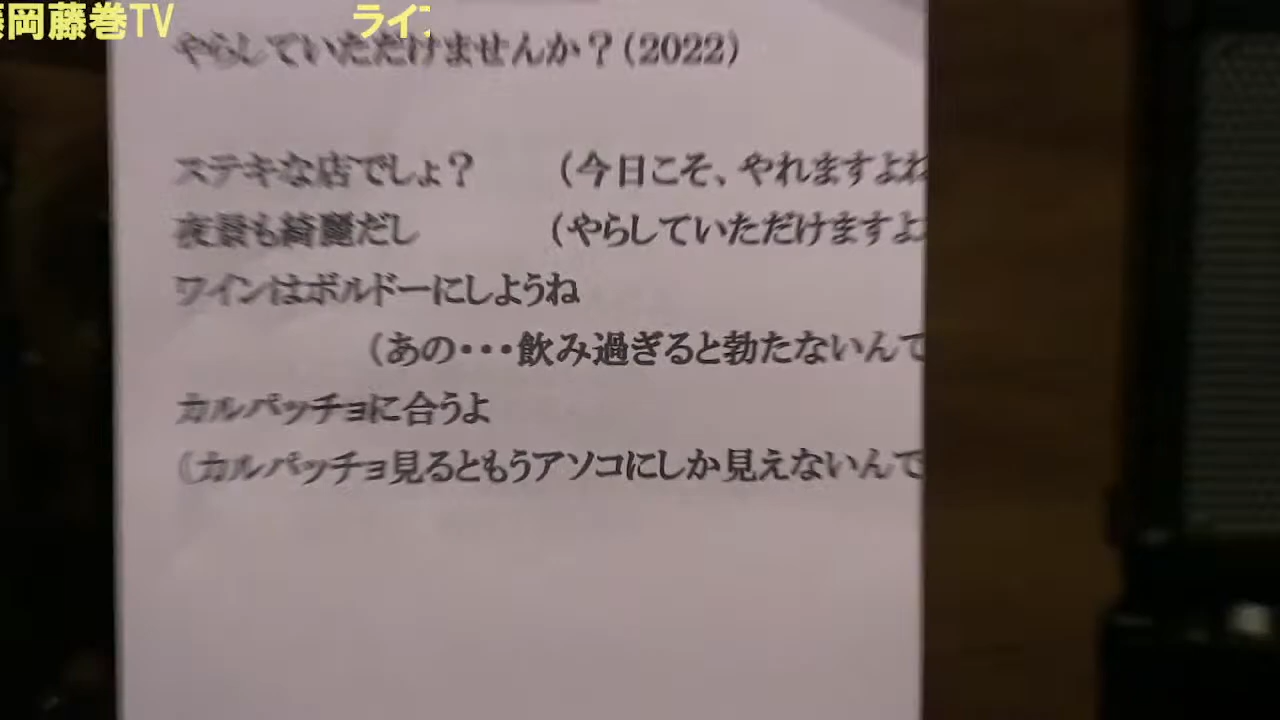 藤岡藤巻TV ライブ
やらしていただけませんか？（2022）
ステキな店でしょ？ （今日こそ、やれますよね
夜景も綺麗だし （やらしていただけますよ
ワインはボルドーにしようね
（あの・・・飲み過ぎると勃たないんで
カルパッチョに合うよ
（カルパッチョ見るともうアソコにしか見えないんで